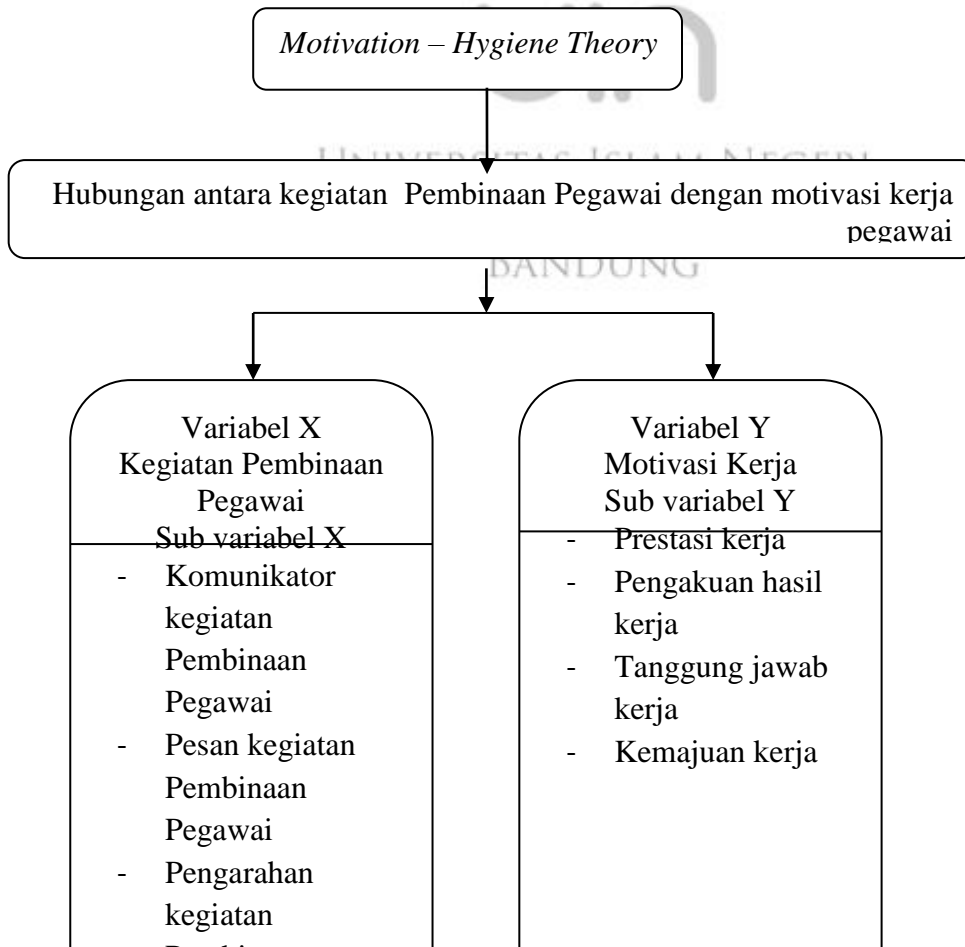 Motivation – Hygiene Theory
Hubungan antara kegiatan Pembinaan Pegawai dengan motivasi kerja
pegawai
BANDUNG
Variabel X
Kegiatan Pembinaan
Pegawai
Sub variabel X
- Komunikator
kegiatan
Pembinaan
Pegawai
- Pesan kegiatan
Pembinaan
Pegawai
- Pengarahan
kegiatan
Variabel Y
Motivasi Kerja
Sub variabel Y
- Prestasi kerja
- Pengakuan hasil
kerja
- Tanggung jawab
kerja
- Kemajuan kerja